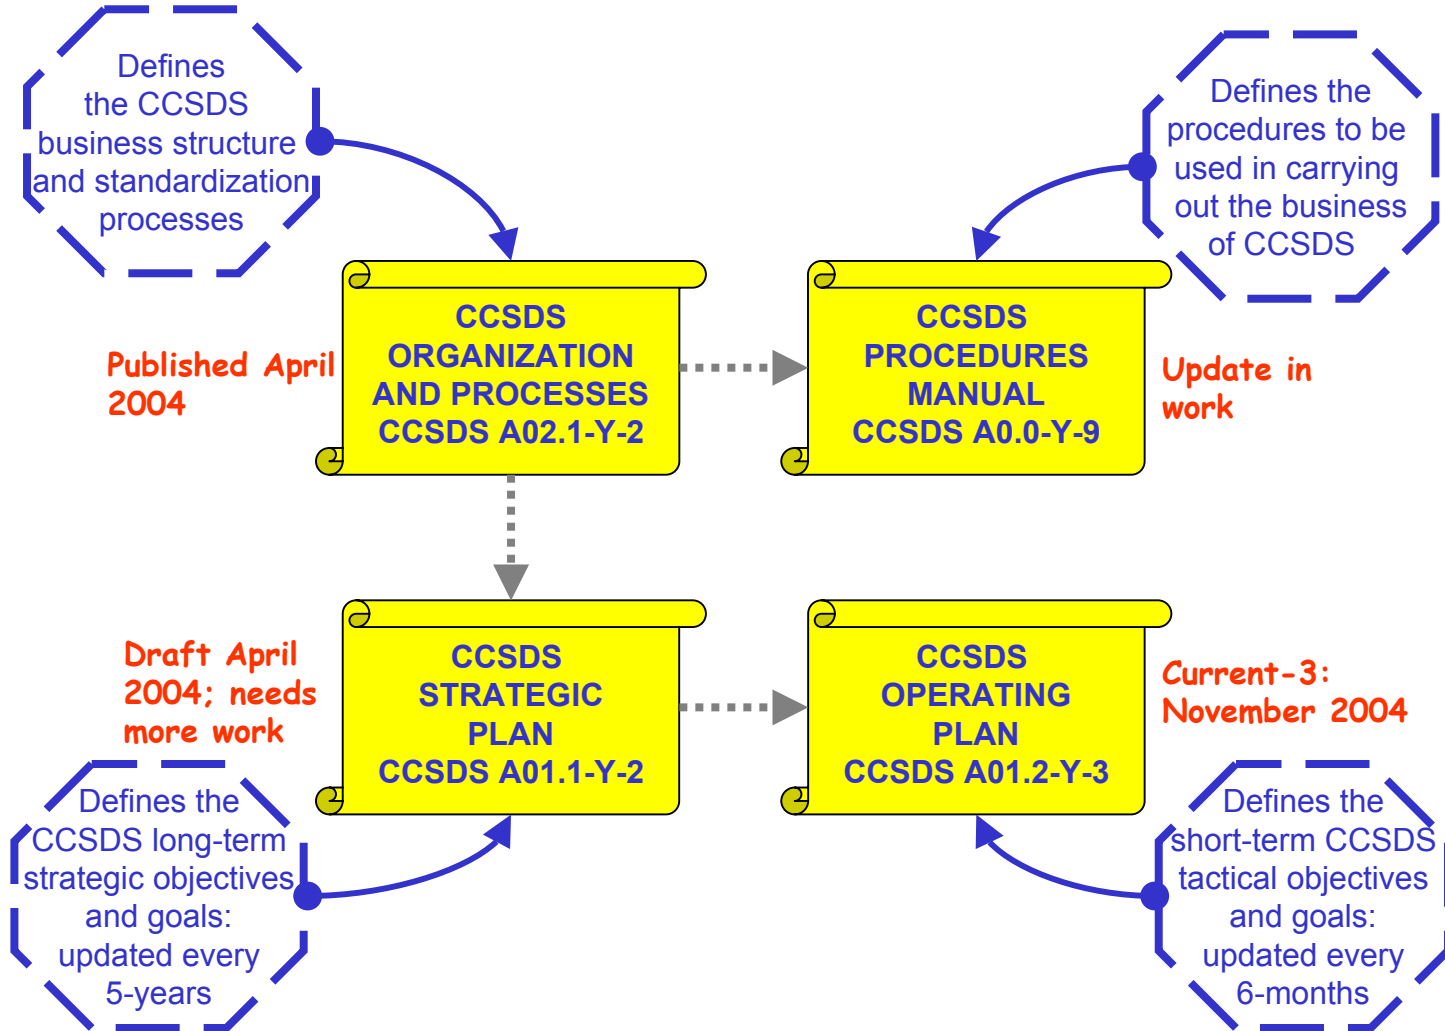 Defines
the CCSDS
business structure
and standardization
processes
Defines the
procedures to be
used in carrying
out the business
of CCSDS
Published April
2004
CCSDS
ORGANIZATION
AND PROCESSES
CCSDS A02.1-Y-2
CCSDS
PROCEDURES
MANUAL
CCSDS A0.0-Y-9
Update in
work
Draft April
2004; needs
more work
CCSDS
STRATEGIC
PLAN
CCSDS A01.1-Y-2
CCSDS
OPERATING
PLAN
CCSDS A01.2-Y-3
Current-3:
November 2004
Defines the
CCSDS long-term
strategic objectives
and goals:
updated every
5-years
Defines the
short-term CCSDS
tactical objectives
and goals:
updated every
6-months